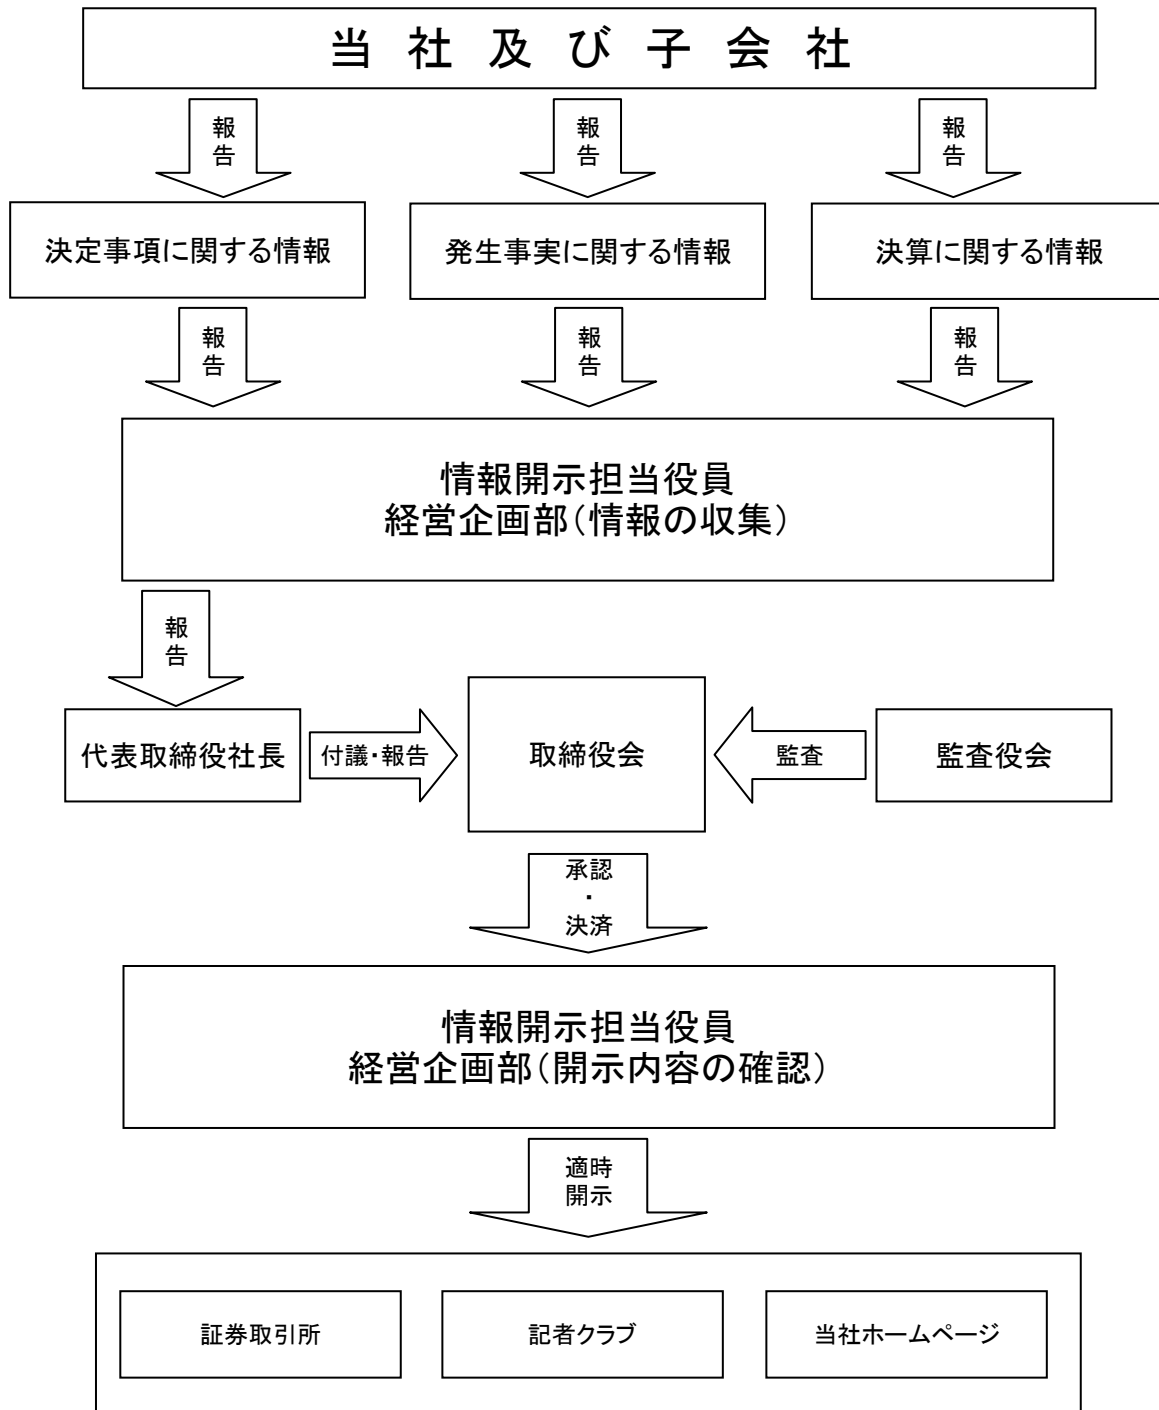 当社及び子会社
報告
報告
報告
決定事項に関する情報
発生事実に関する情報
決算に関する情報
報告
報告
報告
情報開示担当役員
経営企画部（情報の収集）
報告
代表取締役社長
付議・報告
取締役会
監査
監査役会
承認
・
決済
情報開示担当役員
経営企画部（開示内容の確認）
適時
開示
証券取引所
記者クラブ
当社ホームページ